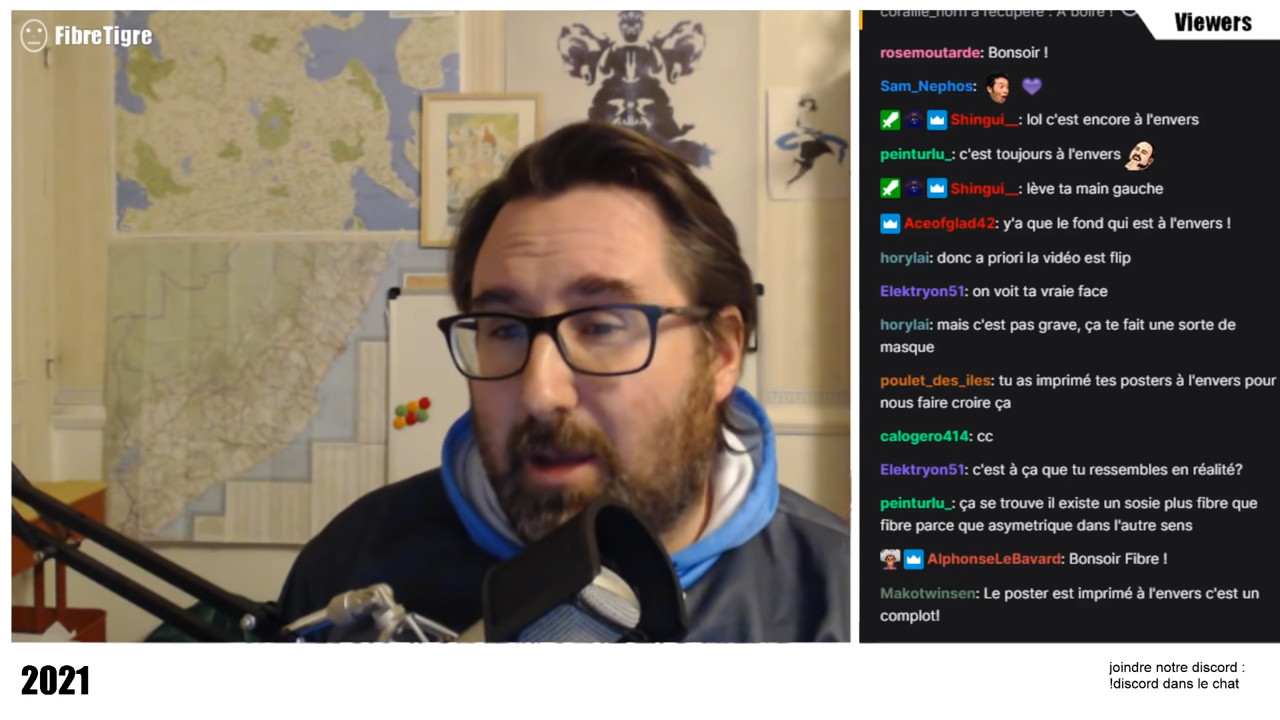 FibreTigre
coraille_horn a récupéré : À boire !
Viewers
rosemoutarde: Bonsoir !
Sam_Nephos:
Shingui__: lol c'est encore à l'envers
peinturlu_: c'est toujours à l'envers
Shingui__: lève ta main gauche
Aceofglad42: y'a que le fond qui est à l'envers !
horylai: donc a priori la vidéo est flip
Elektryon51: on voit ta vraie face
horylai: mais c'est pas grave, ça te fait une sorte de
masque
poulet_des_iles: tu as imprimé tes posters à l'envers pour
nous faire croire ça
calogero414: cc
Elektryon51: c'est à ça que tu ressembles en réalité?
peinturlu_: ça se trouve il existe un sosie plus fibre que
fibre parce que asymetrique dans l'autre sens
AlphonseLeBavard: Bonsoir Fibre !
Makotwinsen: Le poster est imprimé à l'envers c'est un
complot!
2021
joindre notre discord :
!discord dans le chat